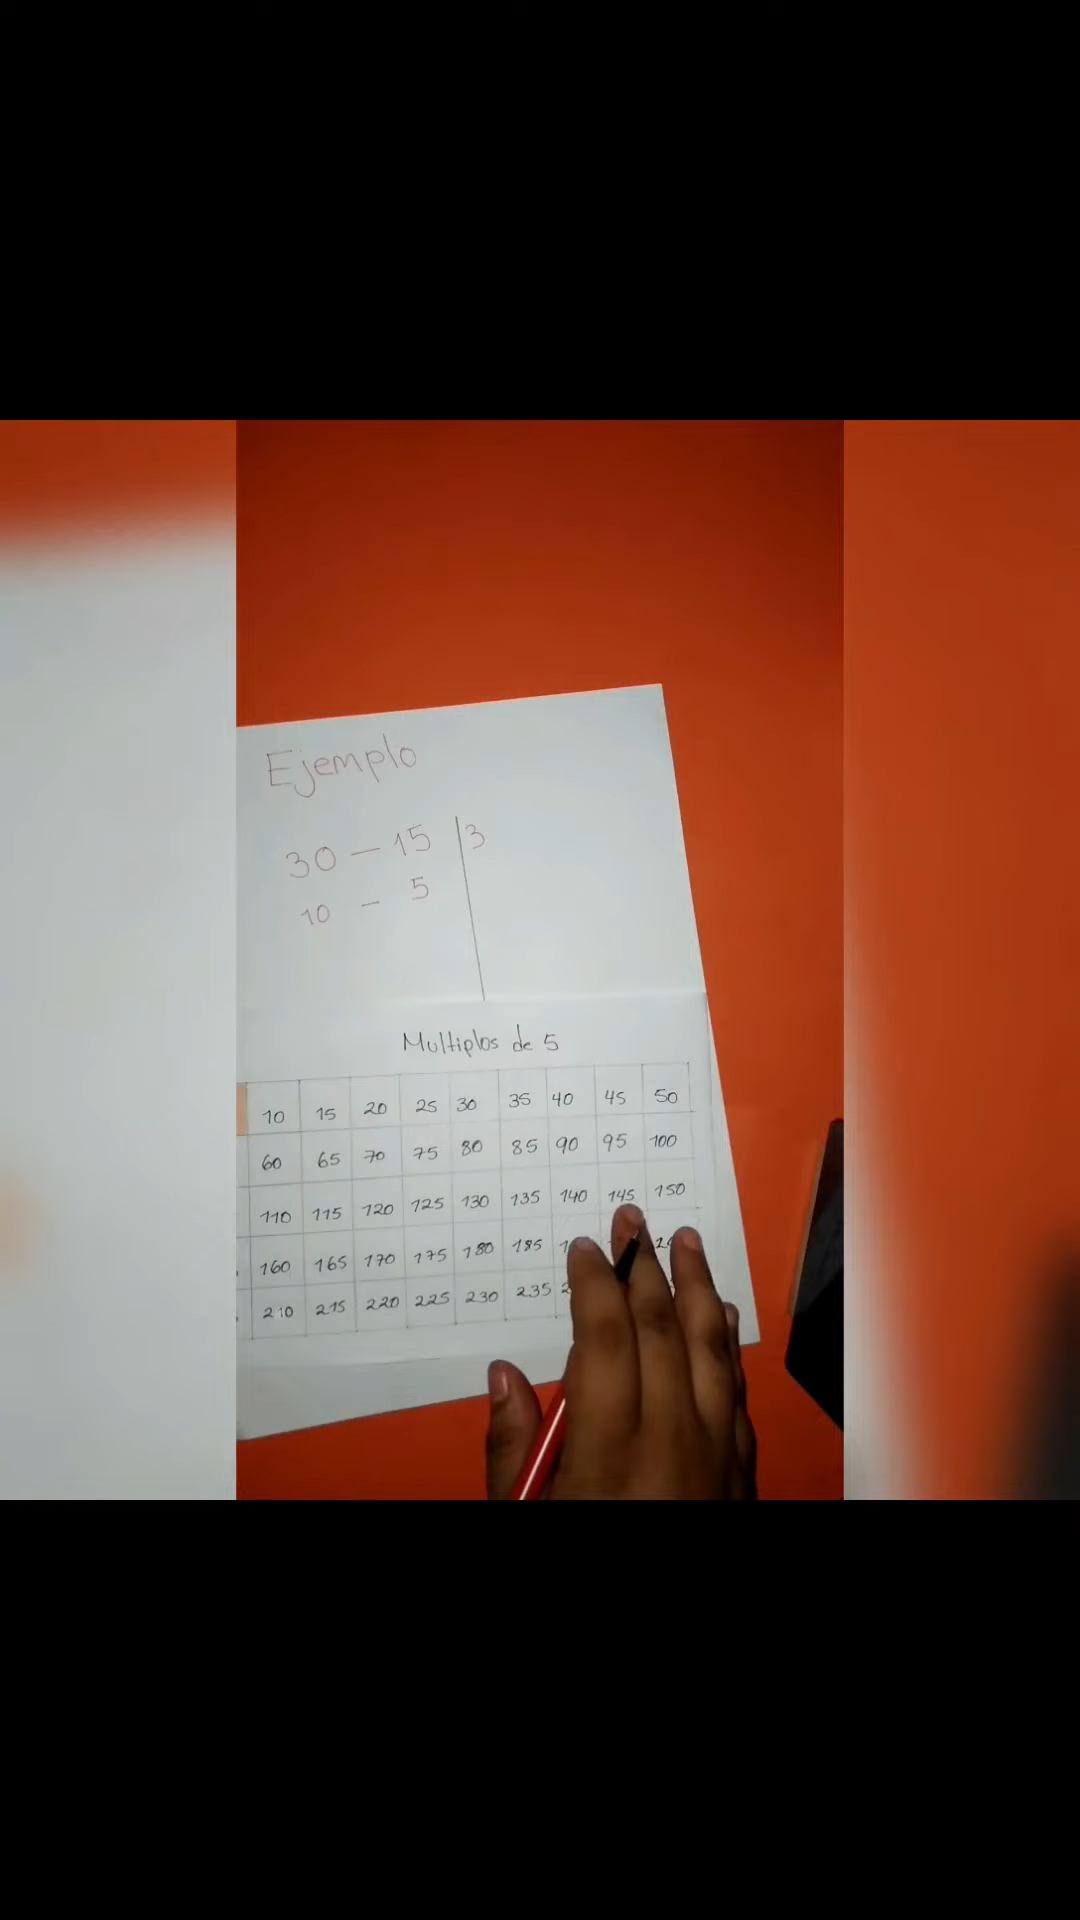 Ejemplo
30 — 15 | 3
10 – 5
Multiplos de 5
10 15 20 25 30 35 40 45 50
60 65 70 75 80 85 90 95 100
110 115 120 125 130 135 140 145 150
160 165 170 175 180 185
210 215 220 225 230 235